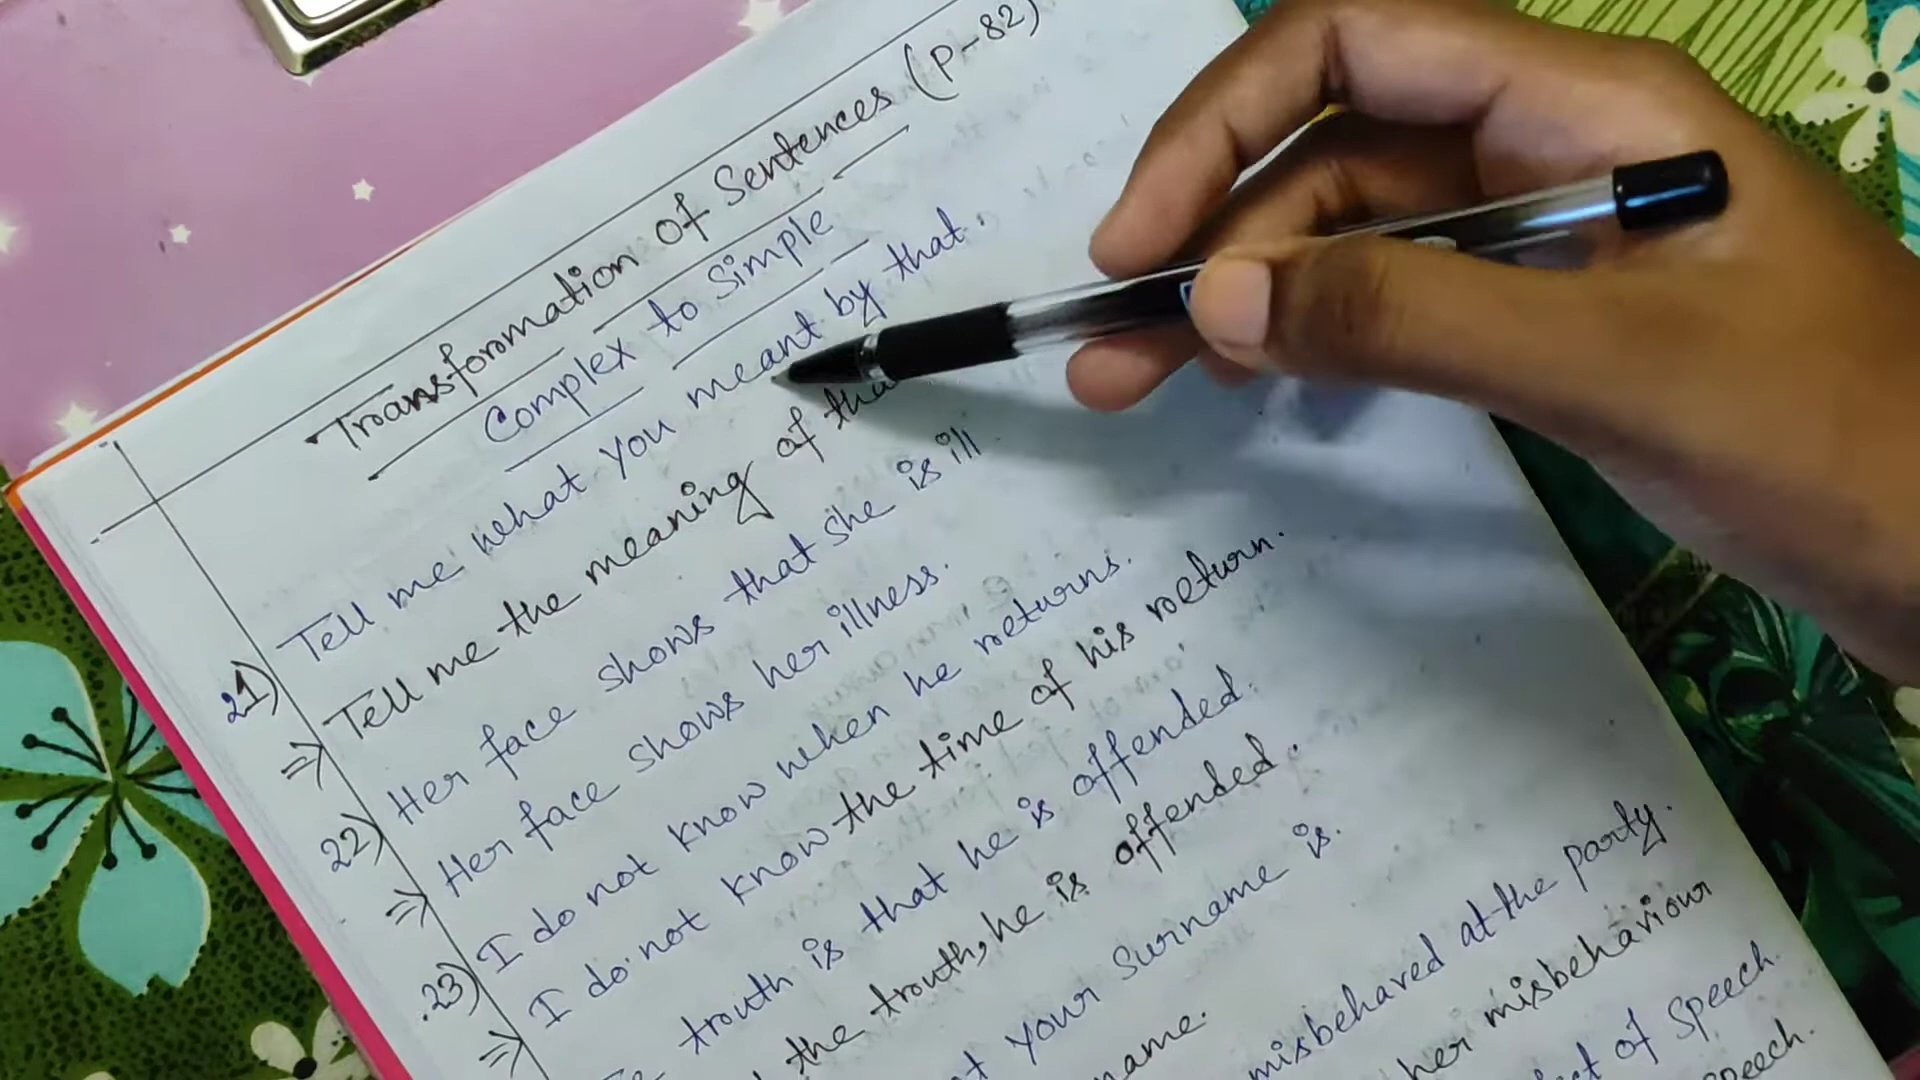 Transformation of Sentences (P-82)
Complex to Simple
21) Tell me what you meant by that.
=> Tell me the meaning of that
22) Her face shows that she is ill
=> Her face shows her illness.
23) I do not know when he returns.
=> I do not know the time of his return.
truth is that he is offended.
the truth, he is offended.
your surname is.
name.
misbehaved at the party.
her misbehaviour
of speech.
speech.